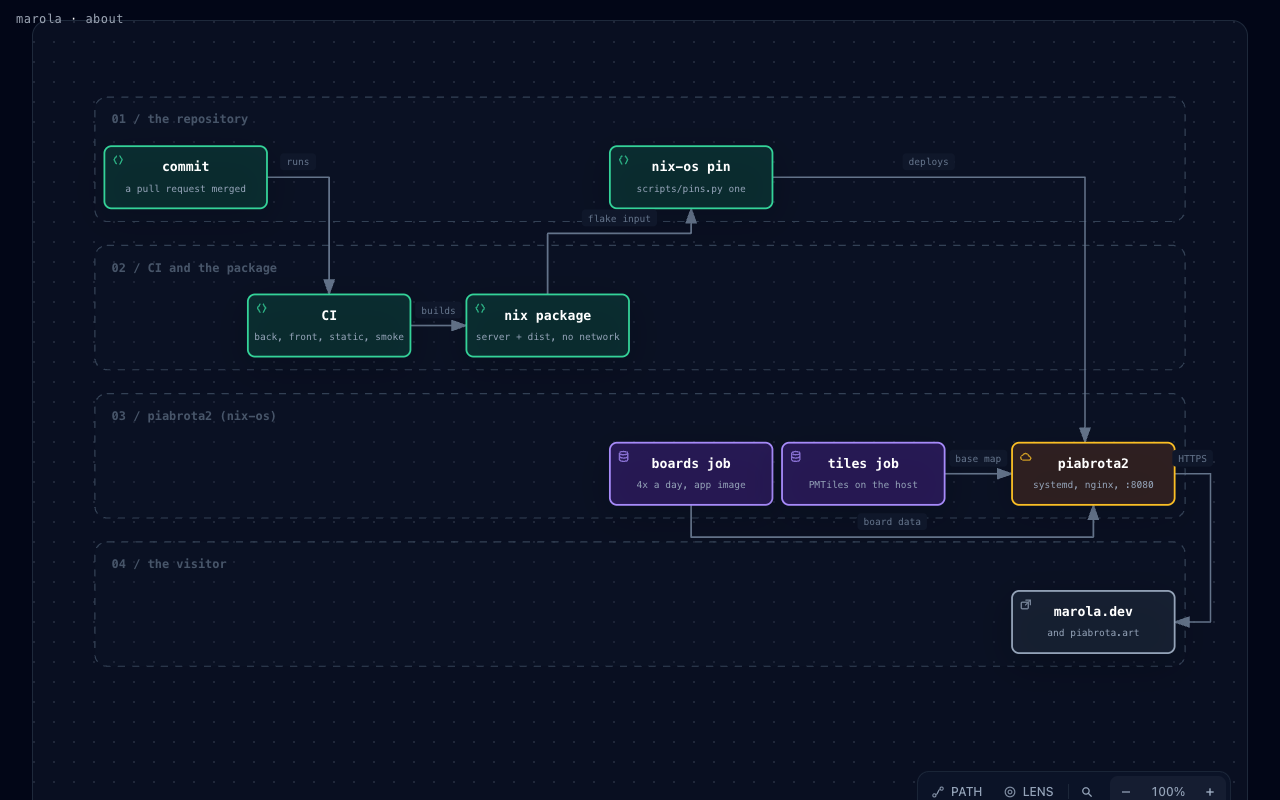 marola · about
01 / the repository
commit
a pull request merged
runs
nix-os pin
scripts/pins.py one
deploys
flake input
02 / CI and the package
CI
back, front, static, smoke
builds
nix package
server + dist, no network
03 / piabrota2 (nix-os)
boards job
4x a day, app image
tiles job
PMTiles on the host
base map
piabrota2
systemd, nginx, :8080
HTTPS
board data
04 / the visitor
marola.dev
and piabrota.art
PATH
LENS
− 100% +